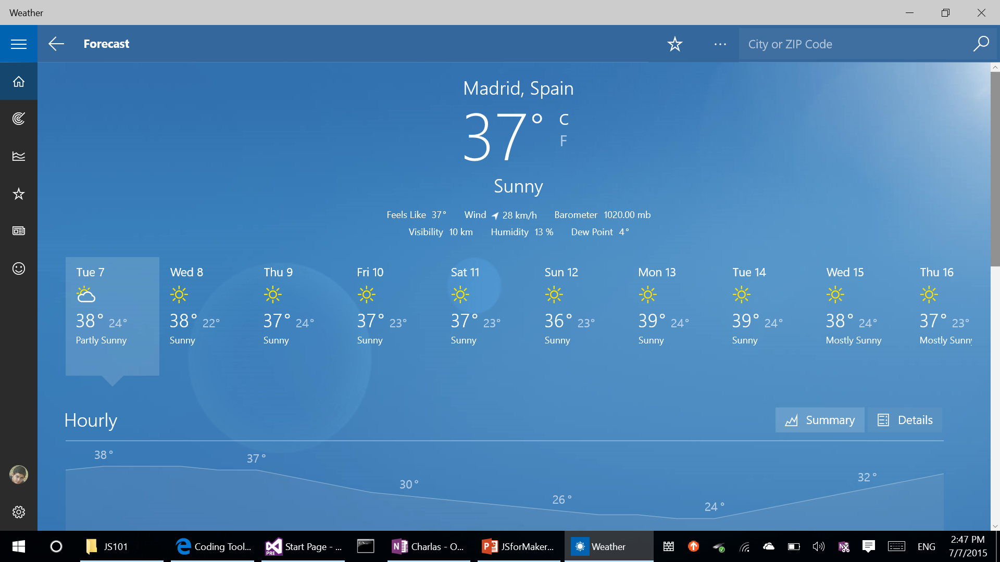 Weather
Forecast
City or ZIP Code
Madrid, Spain
37° C
F
Sunny
Feels Like 37° Wind 28 km/h Barometer 1020.00 mb
Visibility 10 km Humidity 13 % Dew Point 4°
Tue 7 Wed 8 Thu 9 Fri 10 Sat 11 Sun 12 Mon 13 Tue 14 Wed 15 Thu 16
38° 24° 38° 22° 37° 24° 37° 23° 37° 23° 36° 23° 39° 24° 39° 24° 38° 24° 37° 23°
Partly Sunny Sunny Sunny Sunny Sunny Sunny Sunny Sunny Mostly Sunny Mostly Sunny
Hourly Summary Details
38° 37° 30° 26° 24° 32°
JS101 Coding Tool... PRE Start Page - ... Charlas - O... JSforMaker... Weather ENG 2:47 PM
7/7/2015